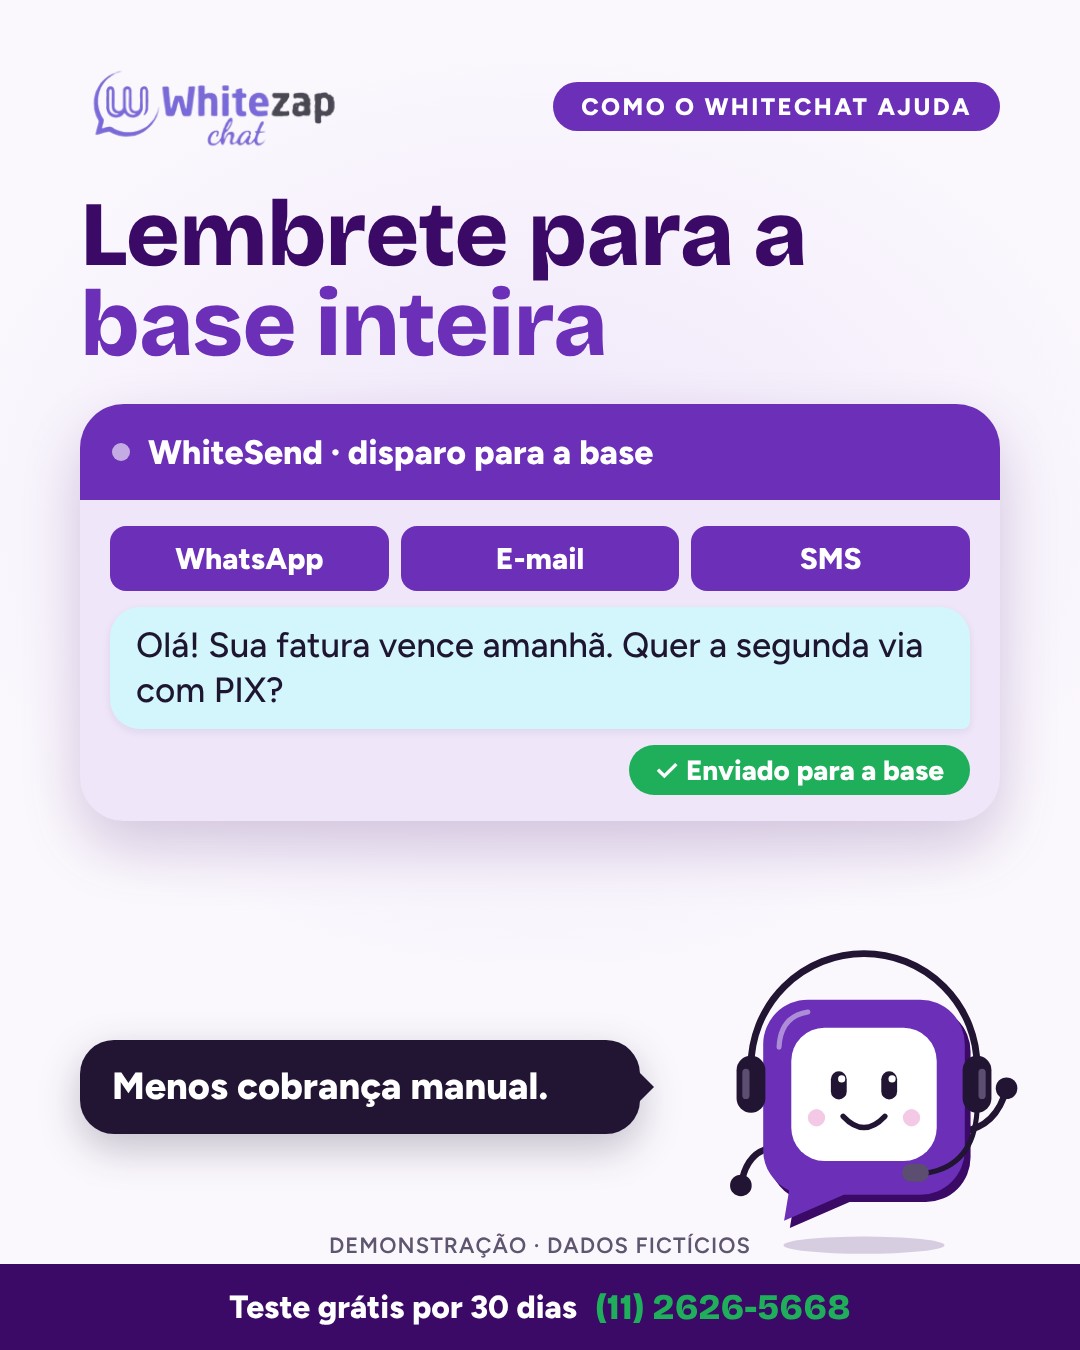 Whitezap
chat
COMO O WHITECHAT AJUDA
Lembrete para a
base inteira
WhiteSend · disparo para a base
WhatsApp
E-mail
SMS
Olá! Sua fatura vence amanhã. Quer a segunda via
com PIX?
✓ Enviado para a base
Menos cobrança manual.
DEMONSTRAÇÃO · DADOS FICTÍCIOS
Teste grátis por 30 dias (11) 2626-5668